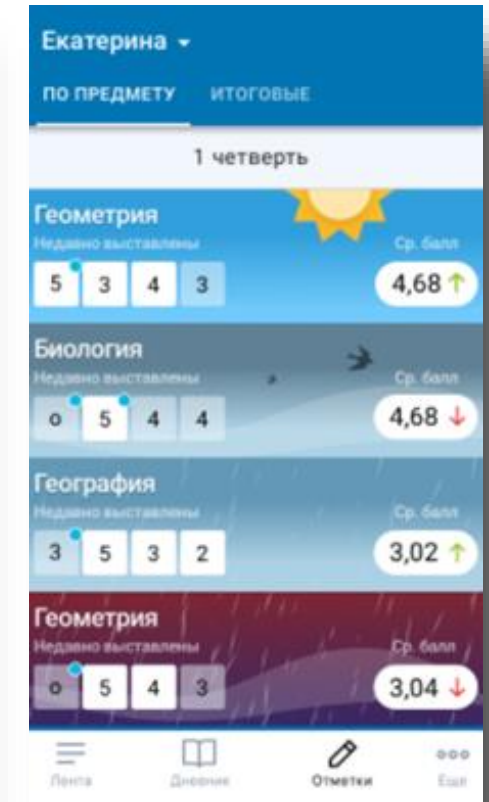 Екатерина
ПО ПРЕДМЕТУ ИТОГОВЫЕ
1 четверть
Геометрия
Недавно выставлены Ср. балл
5 3 4 3 4,68 ↑
Биология
Недавно выставлены Ср. балл
о 5 4 4 4,68 ↓
География
Недавно выставлены Ср. балл
3 5 3 2 3,02 ↑
Геометрия
Недавно выставлены Ср. балл
о 5 4 3 3,04 ↓
Лента Дневник Отметки Еще